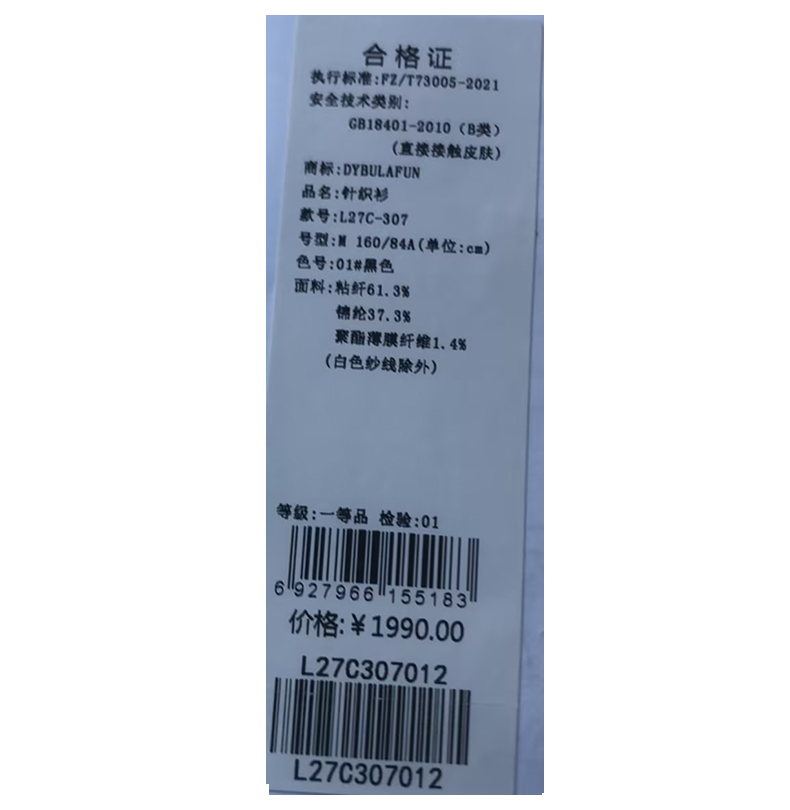 合格证
执行标准:FZ/T73005-2021
安全技术类别:
GB18401-2010(B类)
(直接接触皮肤)
商标:DYBULAFUN
品名:针织衫
款号:L27C-307
号型:M 160/84A(单位:cm)
色号:01#黑色
面料:粘纤61.3%
锦纶37.3%
聚酯薄膜纤维1.4%
(白色纱线除外)
等级:一等品 检验:01
6 927966 155183
价格:¥1990.00
L27C307012
L27C307012